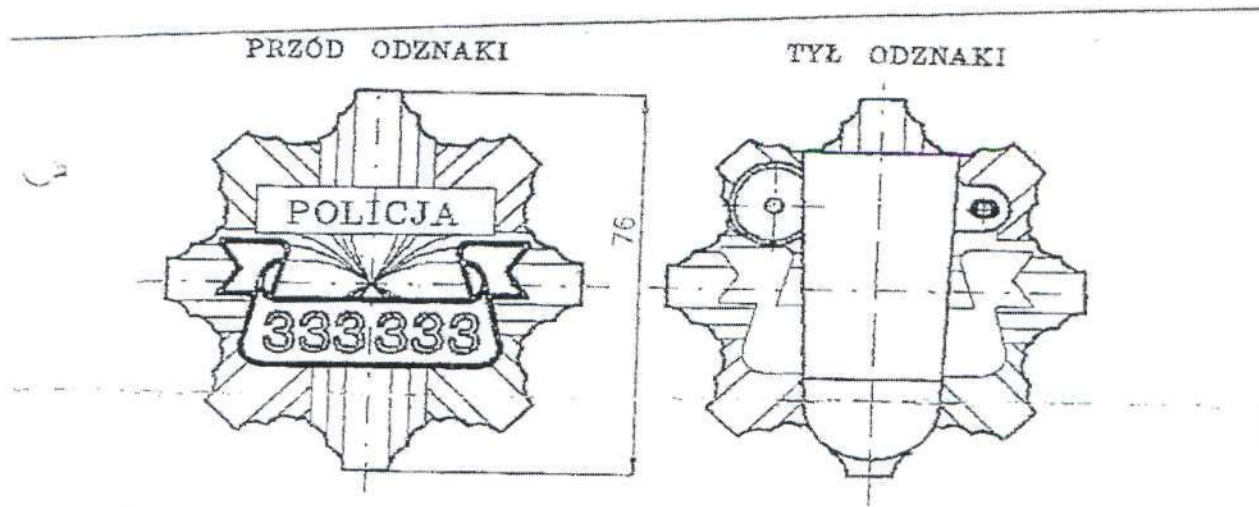 PRZÓD ODZNAKI
TYŁ ODZNAKI
POLICJA
76
333333